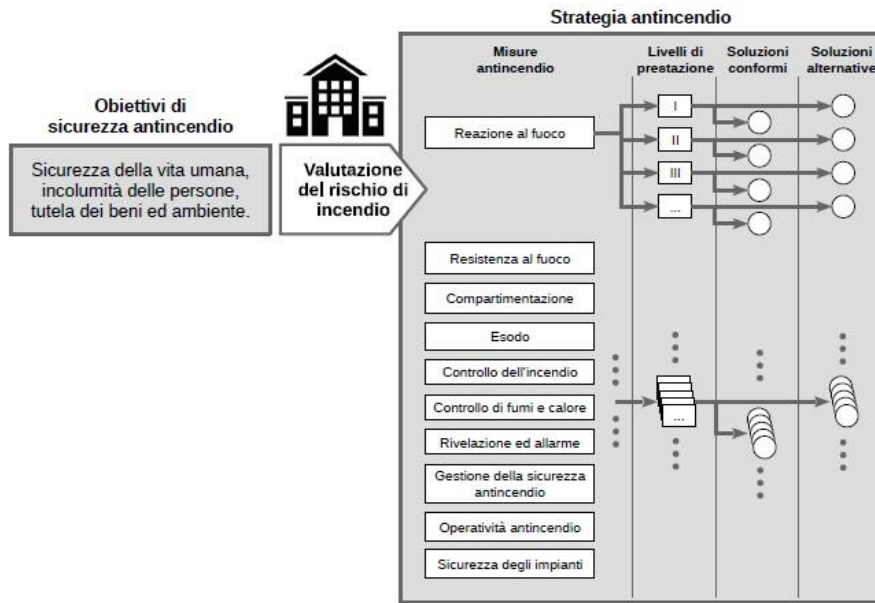 Strategia antincendio
Misure
antincendio
Livelli di
prestazione
Soluzioni
conformi
Soluzioni
alternative
Obiettivi di
sicurezza antincendio
Sicurezza della vita umana,
incolumità delle persone,
tutela dei beni ed ambiente.
Valutazione
del rischio di
incendio
Reazione al fuoco
I
II
III
...
Resistenza al fuoco
Compartimentazione
Esodo
Controllo dell'incendio
Controllo di fumi e calore
...
Rivelazione ed allarme
Gestione della sicurezza
antincendio
Operatività antincendio
Sicurezza degli impianti